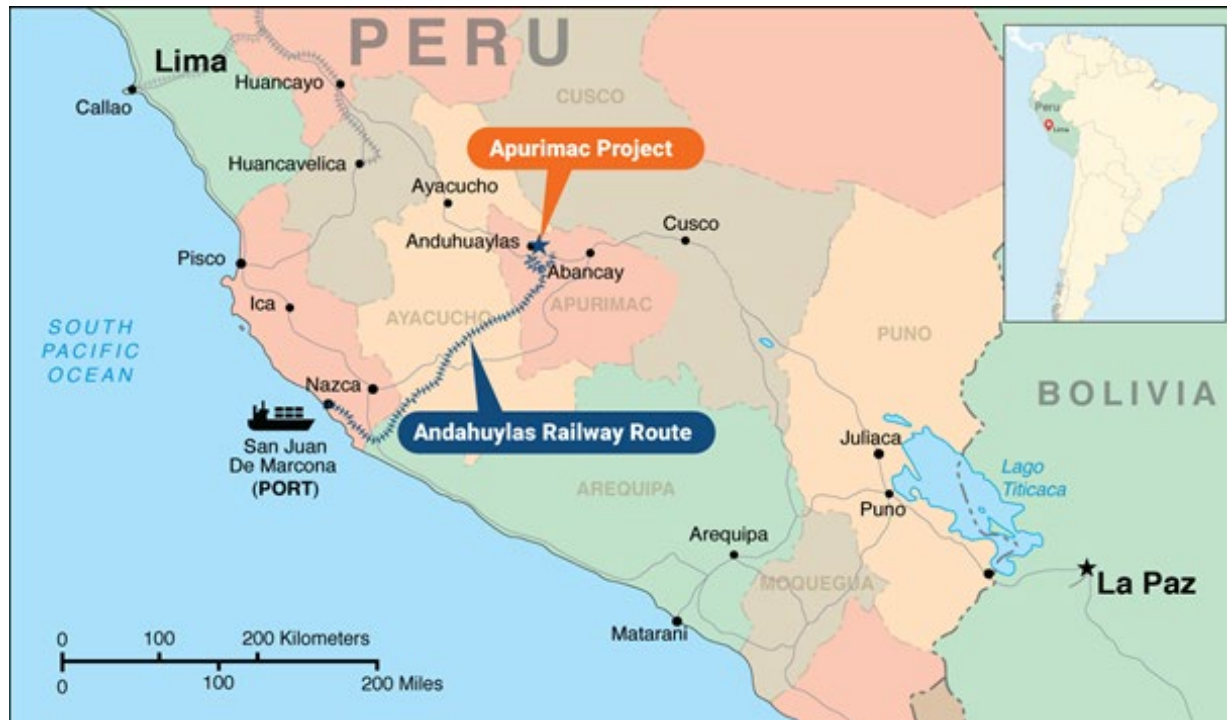 PERU
Lima
Callao
Huancayo
CUSCO
Huancavelica
Apurimac Project
Ayacucho
Anduhuaylas
Cusco
Abancay
Pisco
Ica
AYACUCHO
APURIMAC
PUNO
SOUTH
PACIFIC
OCEAN
Nazca
Andahuylas Railway Route
San Juan
De Marcona
(PORT)
BOLIVIA
Juliaca
Lago
Titicaca
AREQUIPA
Puno
Arequipa
MOQUEGUA
La Paz
Matarani
0 100 200 Kilometers
0 100 200 Miles
Peru
Lima